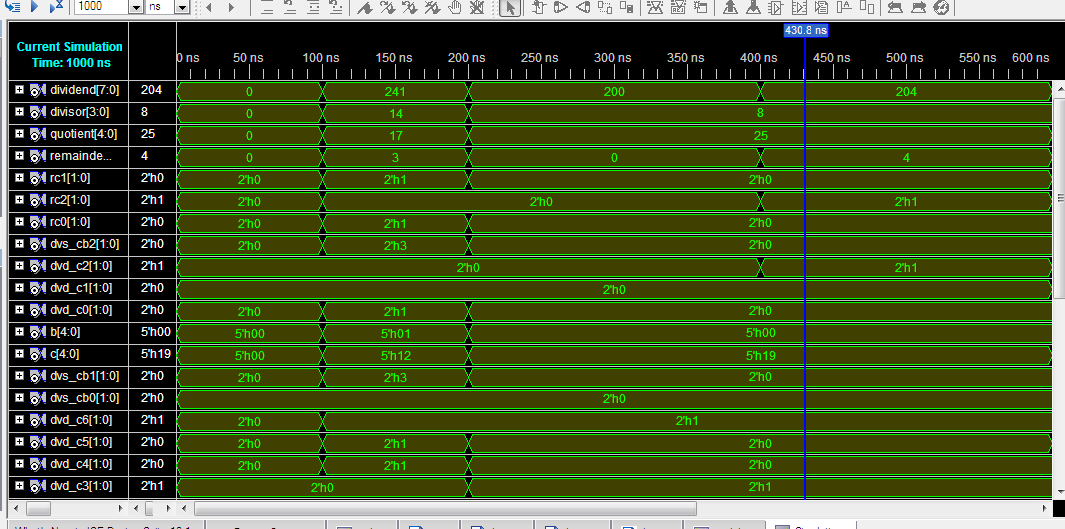 1000 ns
430.8 ns
Current Simulation
Time: 1000 ns
0 ns 50 ns 100 ns 150 ns 200 ns 250 ns 300 ns 350 ns 400 ns 450 ns 500 ns 550 ns 600 ns
dividend[7:0] 204 0 241 200 204
divisor[3:0] 8 0 14 8
quotient[4:0] 25 0 17 25
remainde... 4 0 3 0 4
rc1[1:0] 2'h0 2'h0 2'h1 2'h0
rc2[1:0] 2'h1 2'h0 2'h0 2'h1
rc0[1:0] 2'h0 2'h0 2'h1 2'h0
dvs_cb2[1:0] 2'h0 2'h0 2'h3 2'h0
dvd_c2[1:0] 2'h1 2'h0 2'h1
dvd_c1[1:0] 2'h0 2'h0
dvd_c0[1:0] 2'h0 2'h0 2'h1 2'h0
b[4:0] 5'h00 5'h00 5'h01 5'h00
c[4:0] 5'h19 5'h00 5'h12 5'h19
dvs_cb1[1:0] 2'h0 2'h0 2'h3 2'h0
dvs_cb0[1:0] 2'h0 2'h0
dvd_c6[1:0] 2'h1 2'h0 2'h1
dvd_c5[1:0] 2'h0 2'h0 2'h1 2'h0
dvd_c4[1:0] 2'h0 2'h0 2'h1 2'h0
dvd_c3[1:0] 2'h1 2'h0 2'h1